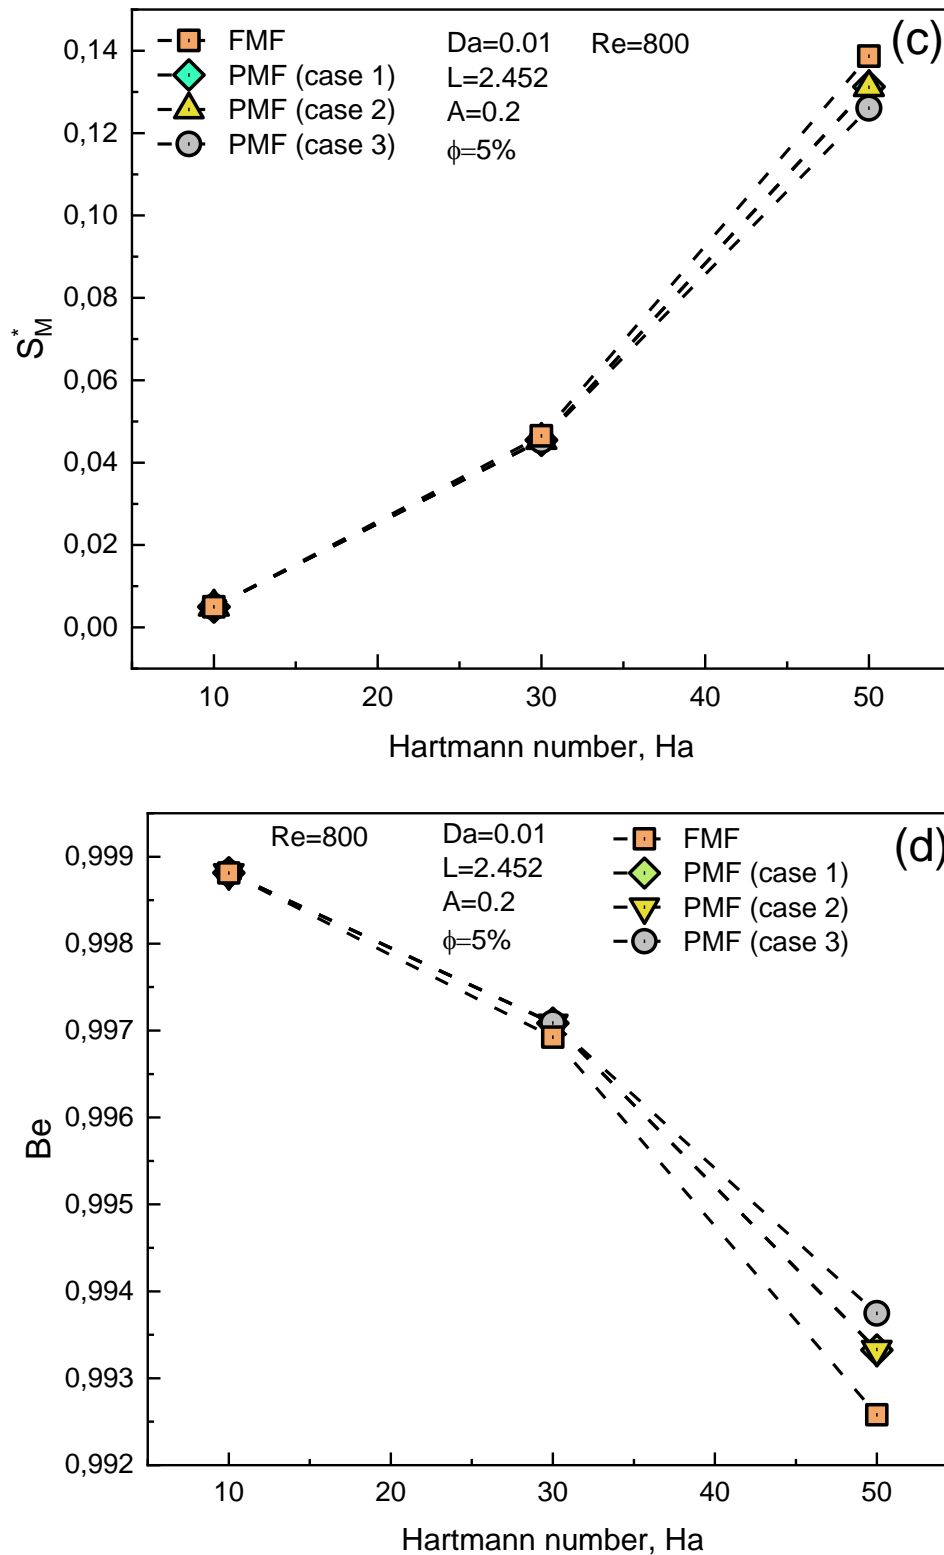 (c)
FMF
PMF (case 1)
PMF (case 2)
PMF (case 3)
Da=0.01 Re=800
L=2.452
A=0.2
ϕ=5%
0,14
0,12
0,10
0,08
0,06
0,04
0,02
0,00
S*M
10 20 30 40 50
Hartmann number, Ha
(d)
Re=800
Da=0.01
L=2.452
A=0.2
ϕ=5%
FMF
PMF (case 1)
PMF (case 2)
PMF (case 3)
0,999
0,998
0,997
0,996
0,995
0,994
0,993
0,992
Be
10 20 30 40 50
Hartmann number, Ha